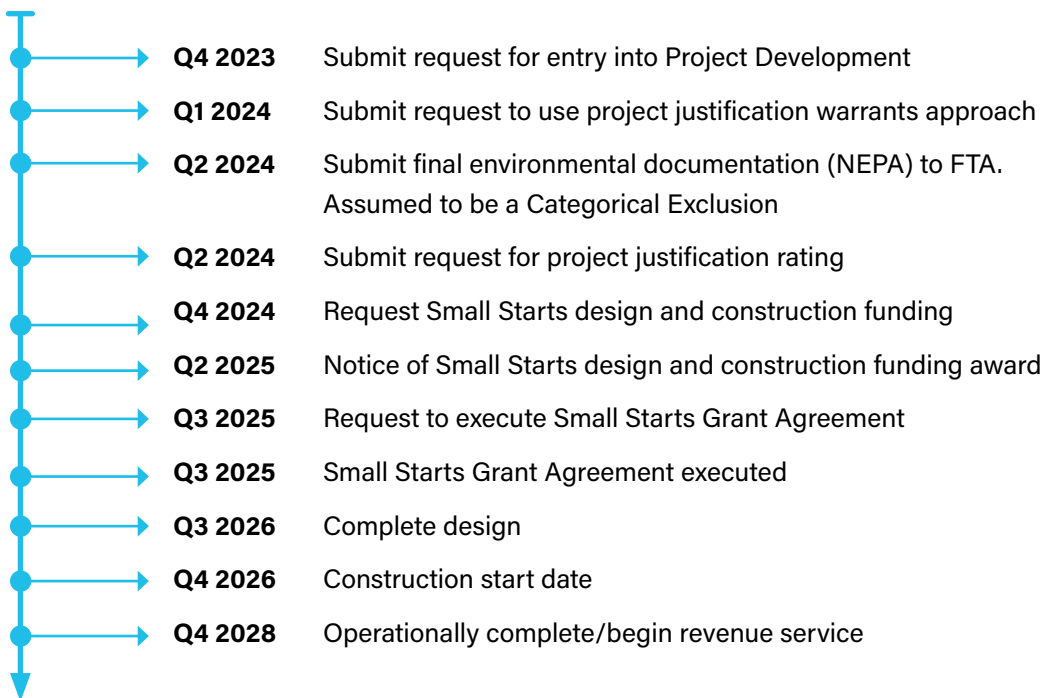 Q4 2023 Submit request for entry into Project Development
Q1 2024 Submit request to use project justification warrants approach
Q2 2024 Submit final environmental documentation (NEPA) to FTA.
Assumed to be a Categorical Exclusion
Q2 2024 Submit request for project justification rating
Q4 2024 Request Small Starts design and construction funding
Q2 2025 Notice of Small Starts design and construction funding award
Q3 2025 Request to execute Small Starts Grant Agreement
Q3 2025 Small Starts Grant Agreement executed
Q3 2026 Complete design
Q4 2026 Construction start date
Q4 2028 Operationally complete/begin revenue service